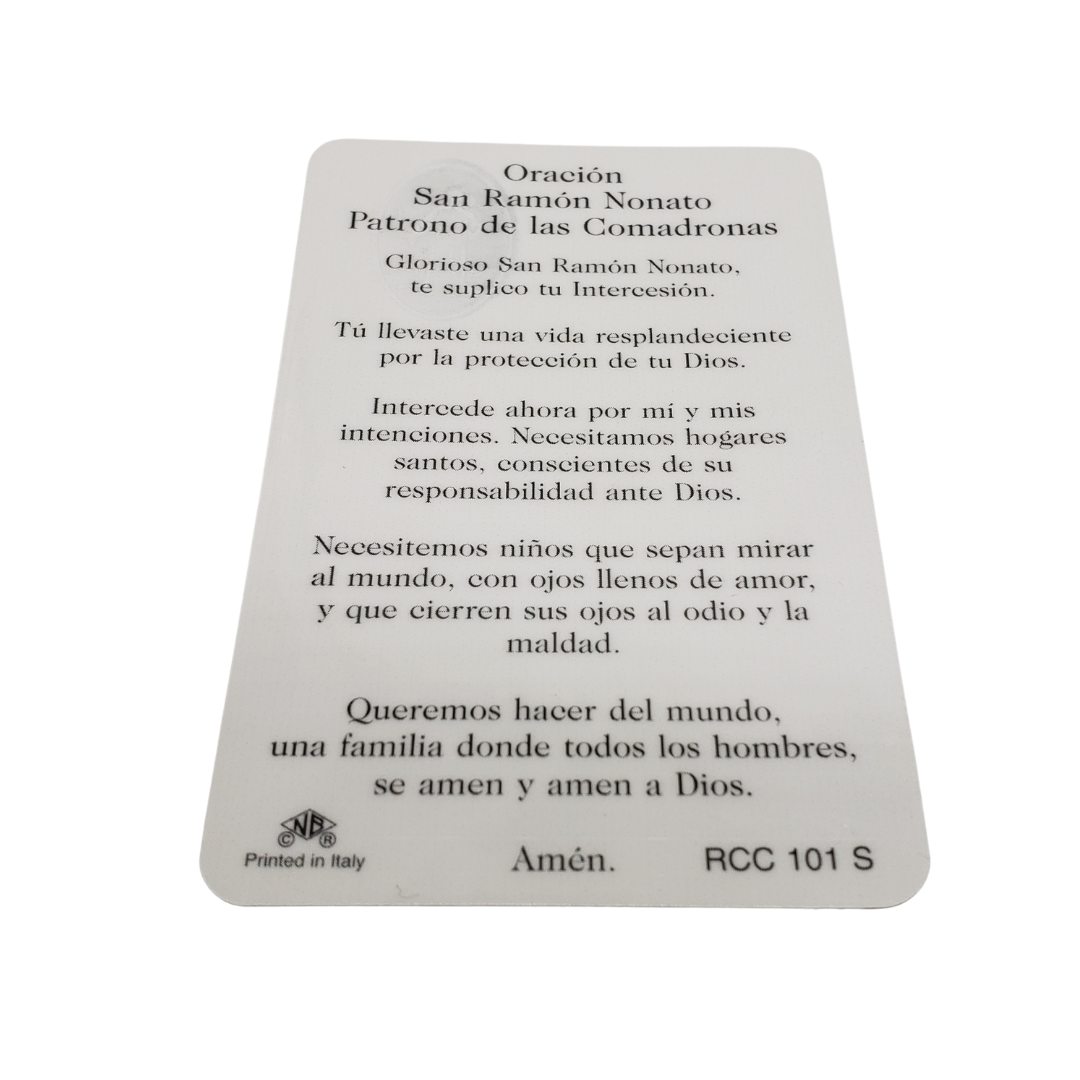 Oración
San Ramón Nonato
Patrono de las Comadronas
Glorioso San Ramón Nonato,
te suplico tu Intercesión.
Tú llevaste una vida resplandeciente
por la protección de tu Dios.
Intercede ahora por mí y mis
intenciones. Necesitamos hogares
santos, conscientes de su
responsabilidad ante Dios.
Necesitemos niños que sepan mirar
al mundo, con ojos llenos de amor,
y que cierren sus ojos al odio y la
maldad.
Queremos hacer del mundo,
una familia donde todos los hombres,
se amen y amen a Dios.
NB
© ®
Printed in Italy
Amén.
RCC 101 S